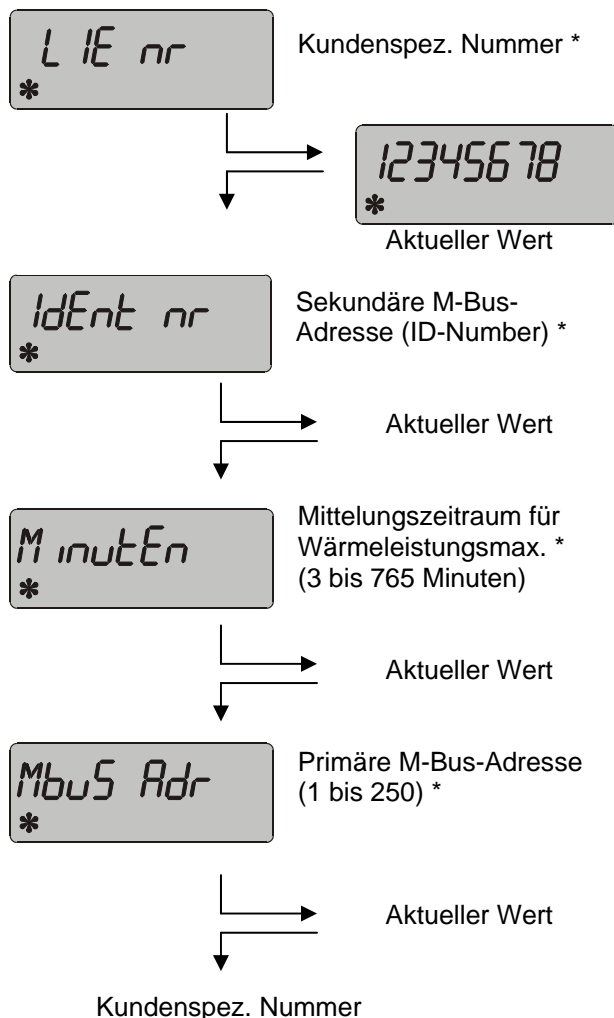 LIE nr
*
Kundenspez. Nummer *
12345678
*
Aktueller Wert
IdEnt nr
*
Sekundäre M-Bus-
Adresse (ID-Number) *
Aktueller Wert
MinutEn
*
Mittelungszeitraum für
Wärmeleistungsmax. *
(3 bis 765 Minuten)
Aktueller Wert
MbuS Adr
*
Primäre M-Bus-Adresse
(1 bis 250) *
Aktueller Wert
Kundenspez. Nummer